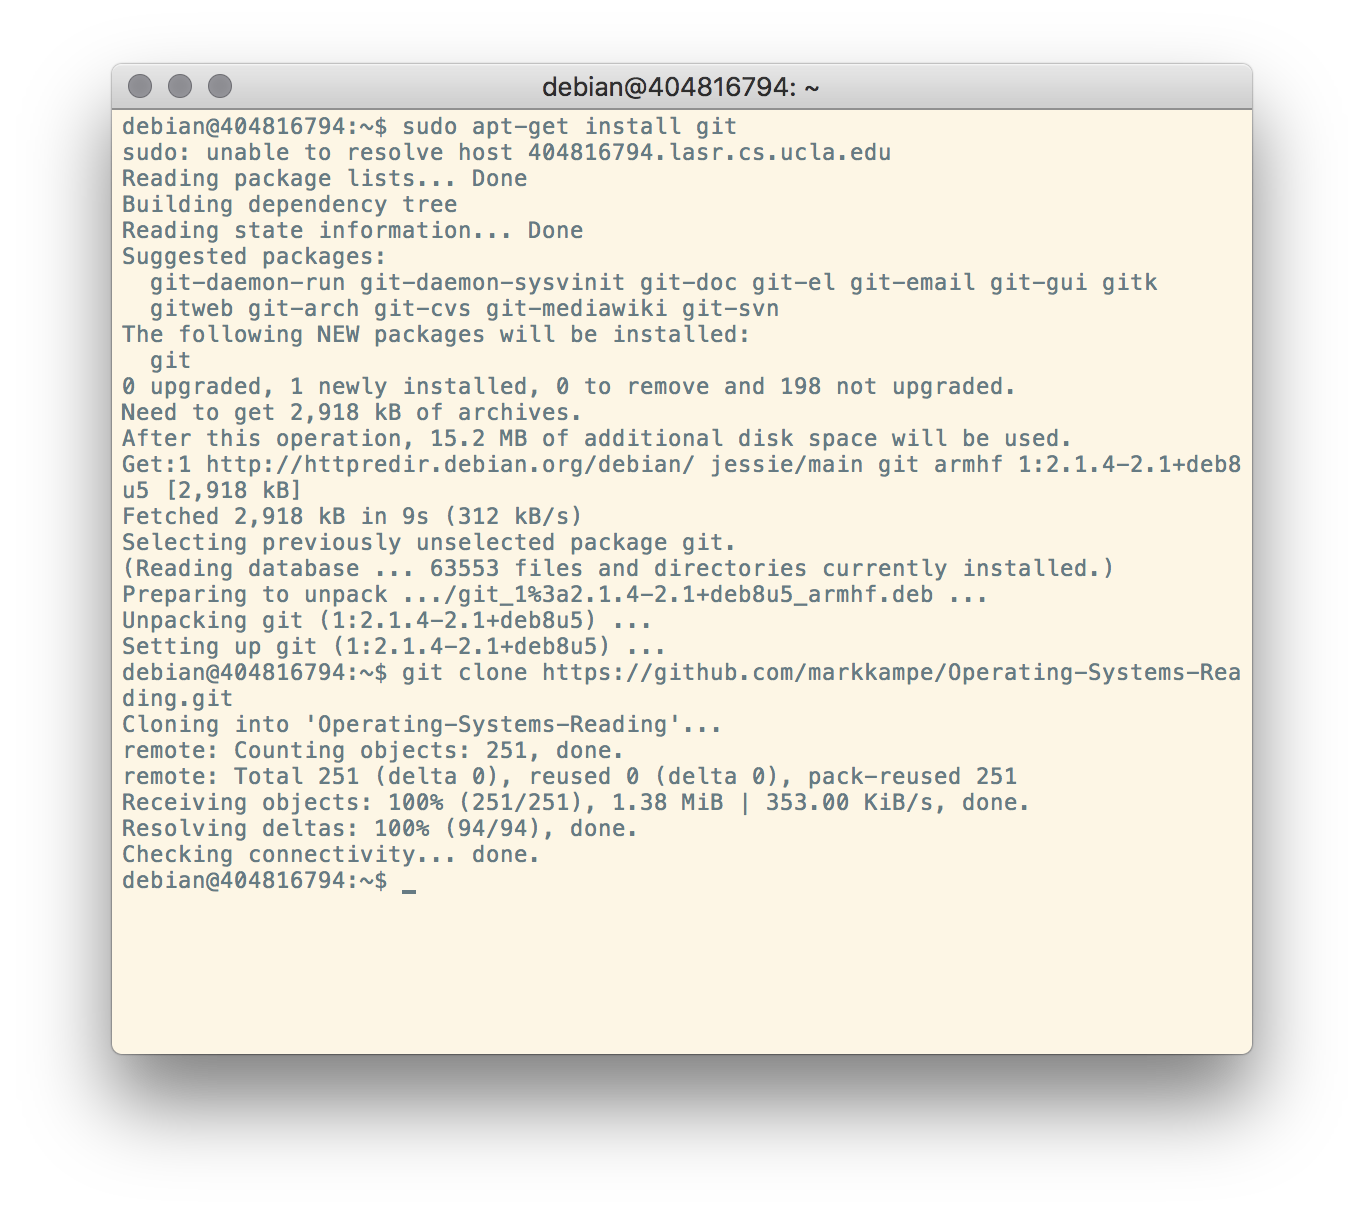 debian@404816794: ~
debian@404816794:~$ sudo apt-get install git
sudo: unable to resolve host 404816794.lasr.cs.ucla.edu
Reading package lists... Done
Building dependency tree
Reading state information... Done
Suggested packages:
  git-daemon-run git-daemon-sysvinit git-doc git-el git-email git-gui gitk
  gitweb git-arch git-cvs git-mediawiki git-svn
The following NEW packages will be installed:
  git
0 upgraded, 1 newly installed, 0 to remove and 198 not upgraded.
Need to get 2,918 kB of archives.
After this operation, 15.2 MB of additional disk space will be used.
Get:1 http://httpredir.debian.org/debian/ jessie/main git armhf 1:2.1.4-2.1+deb8
u5 [2,918 kB]
Fetched 2,918 kB in 9s (312 kB/s)
Selecting previously unselected package git.
(Reading database ... 63553 files and directories currently installed.)
Preparing to unpack .../git_1%3a2.1.4-2.1+deb8u5_armhf.deb ...
Unpacking git (1:2.1.4-2.1+deb8u5) ...
Setting up git (1:2.1.4-2.1+deb8u5) ...
debian@404816794:~$ git clone https://github.com/markkampe/Operating-Systems-Rea
ding.git
Cloning into 'Operating-Systems-Reading'...
remote: Counting objects: 251, done.
remote: Total 251 (delta 0), reused 0 (delta 0), pack-reused 251
Receiving objects: 100% (251/251), 1.38 MiB | 353.00 KiB/s, done.
Resolving deltas: 100% (94/94), done.
Checking connectivity... done.
debian@404816794:~$ _